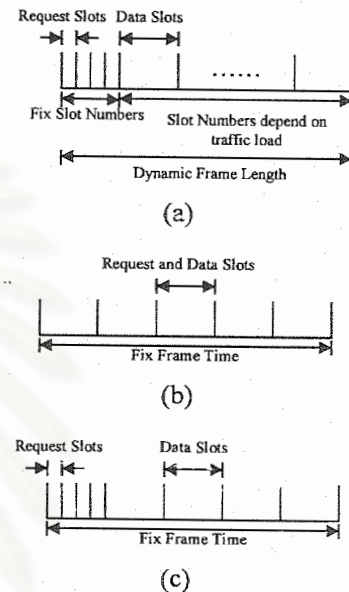 Request Slots Data Slots
......
Fix Slot Numbers
Slot Numbers depend on
traffic load
Dynamic Frame Length
(a)
Request and Data Slots
Fix Frame Time
(b)
Request Slots Data Slots
Fix Frame Time
(c)